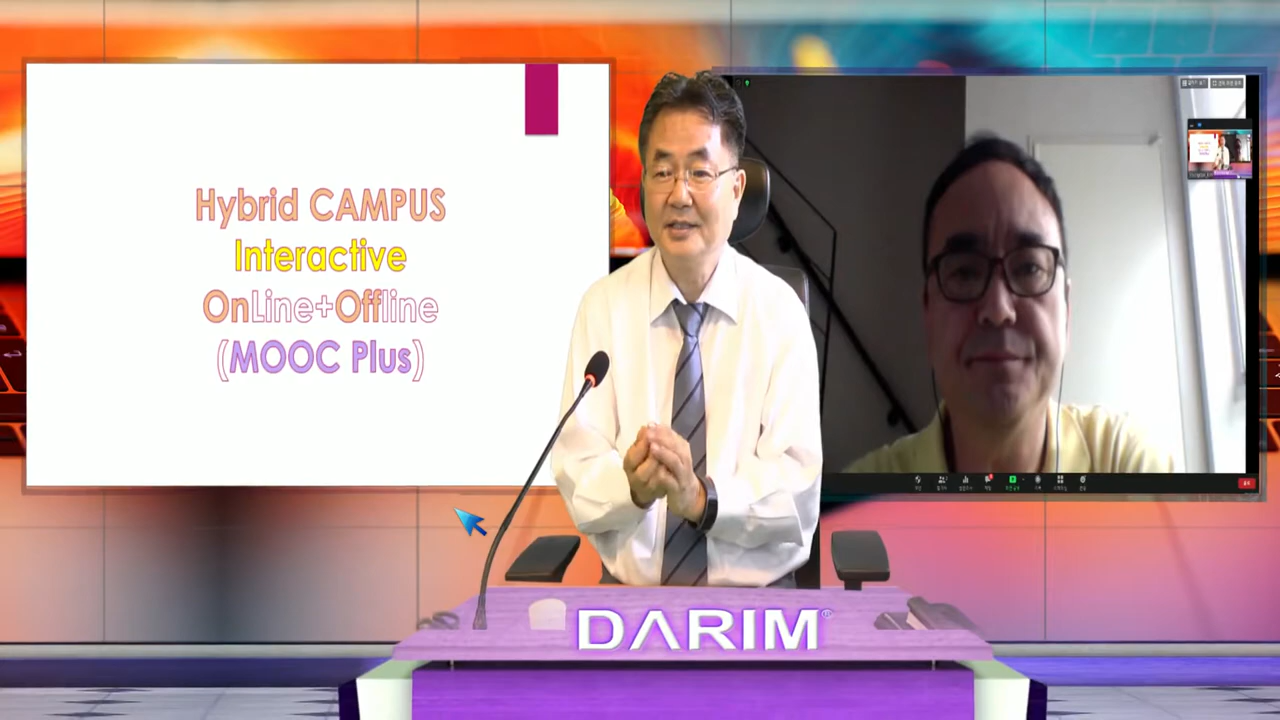 Hybrid CAMPUS
Interactive
OnLine+Offline
(MOOC Plus)
DARIM®